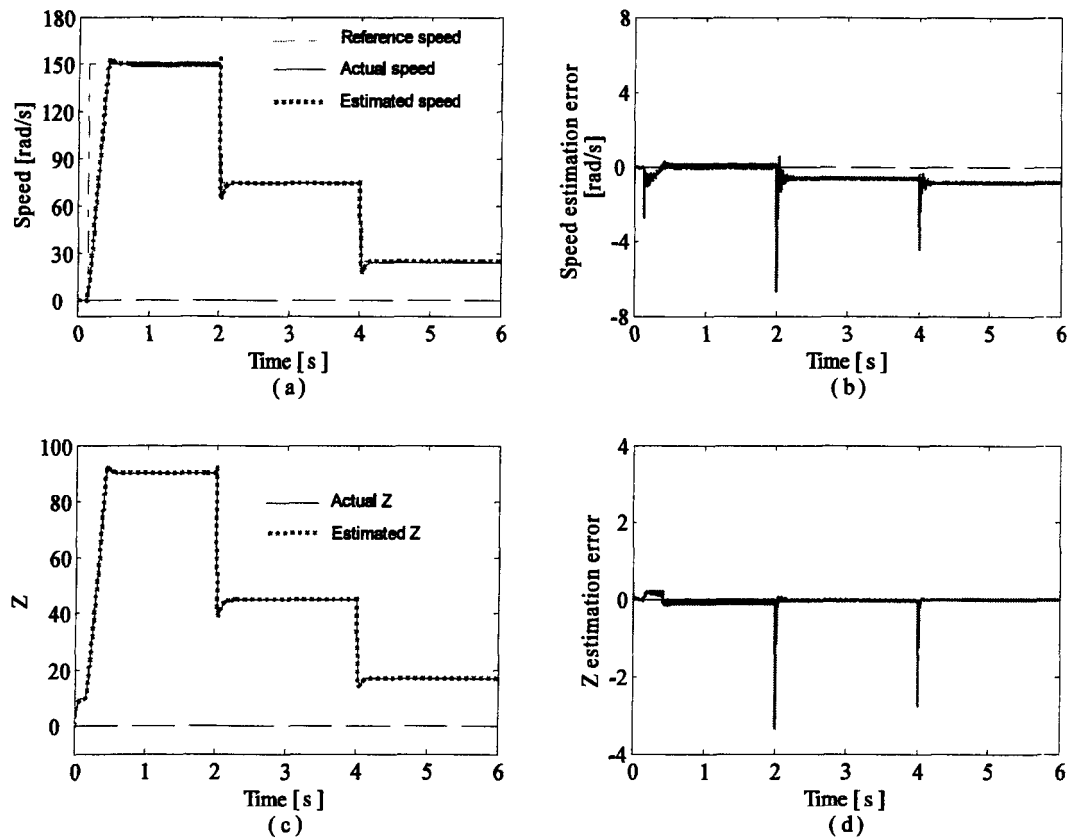 180
150
120
90
60
30
0
Speed [rad/s]
Reference speed
Actual speed
Estimated speed
0 1 2 3 4 5 6
Time [ s ]
( a )
8
4
0
-4
-8
Speed estimation error
[rad/s]
0 1 2 3 4 5 6
Time [ s ]
( b )
100
80
60
40
20
0
Z
Actual Z
Estimated Z
0 1 2 3 4 5 6
Time [ s ]
( c )
4
2
0
-2
-4
Z estimation error
0 1 2 3 4 5 6
Time [ s ]
( d )